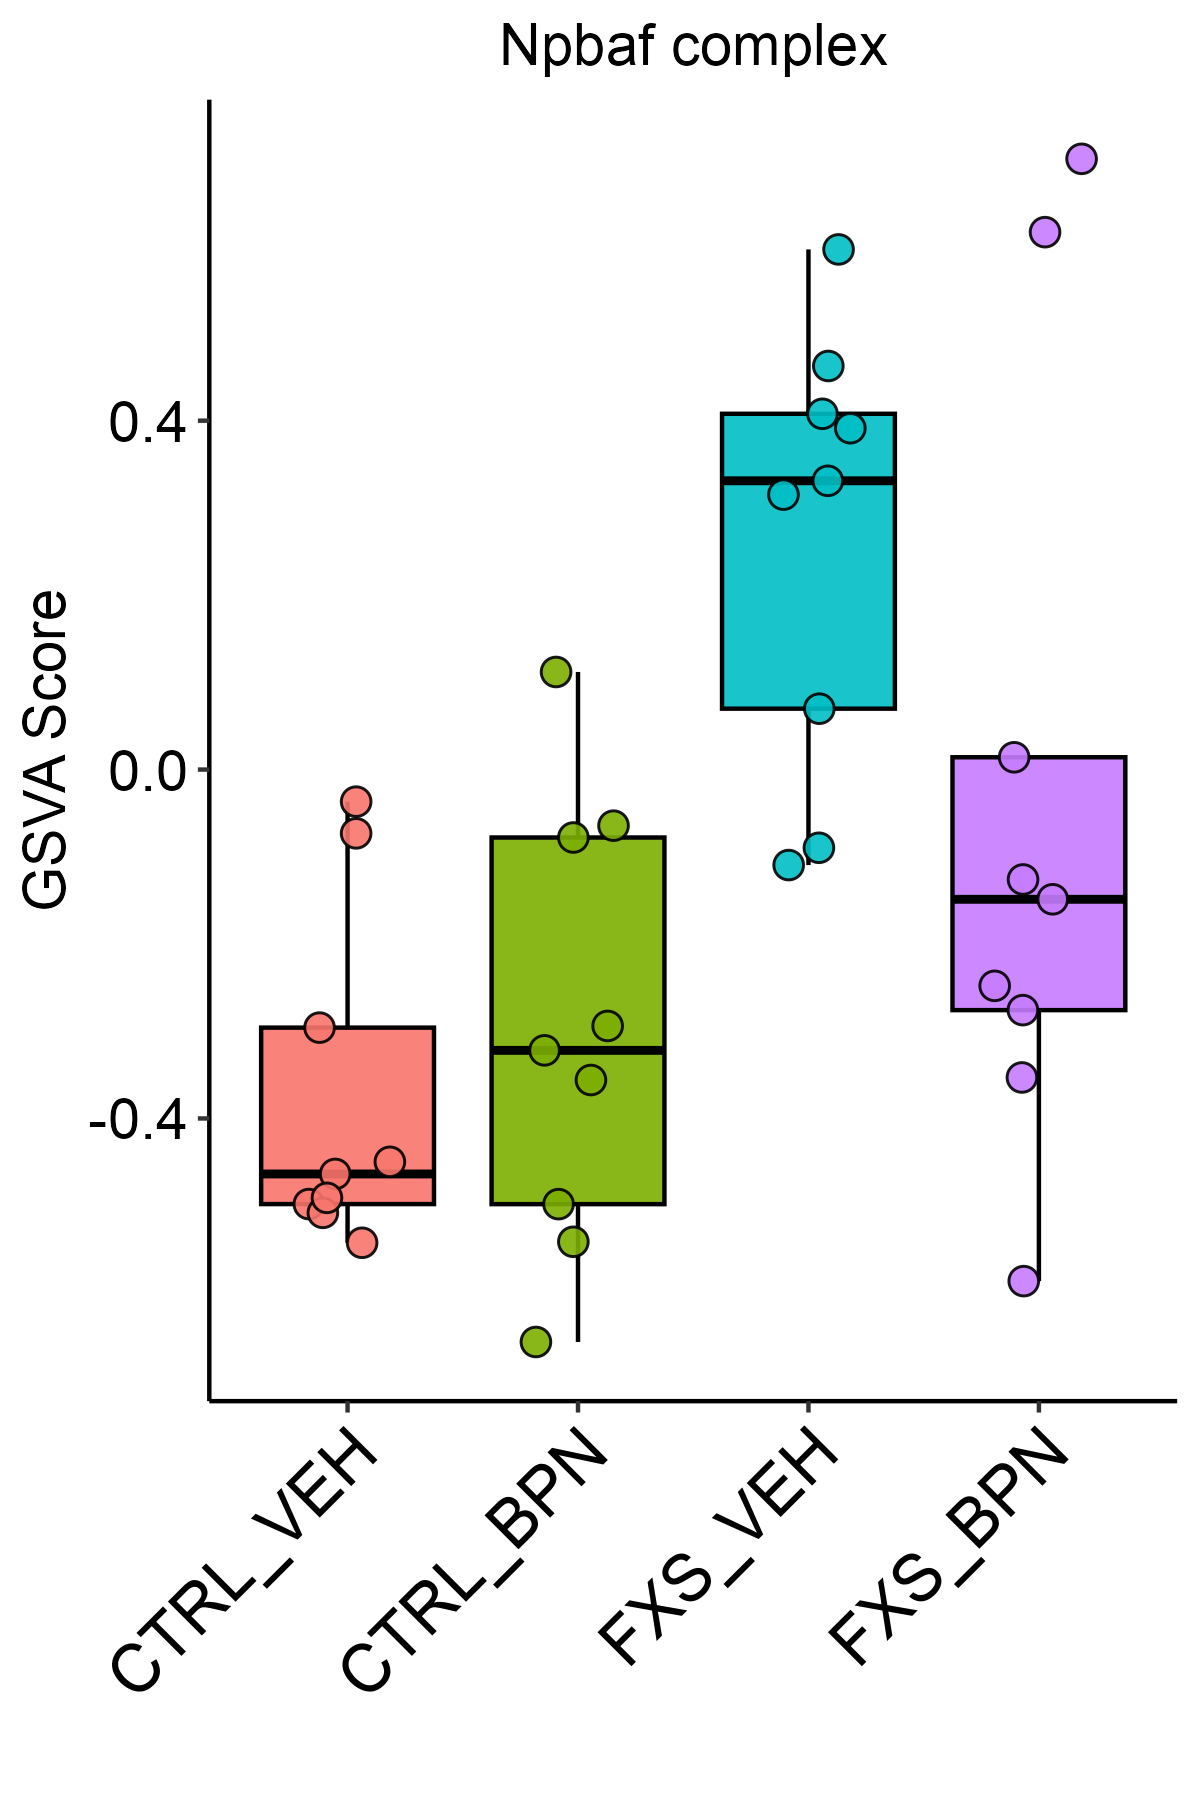 Npbaf complex
GSVA Score
0.4
0.0
-0.4
CTRL_VEH
CTRL_BPN
FXS_VEH
FXS_BPN